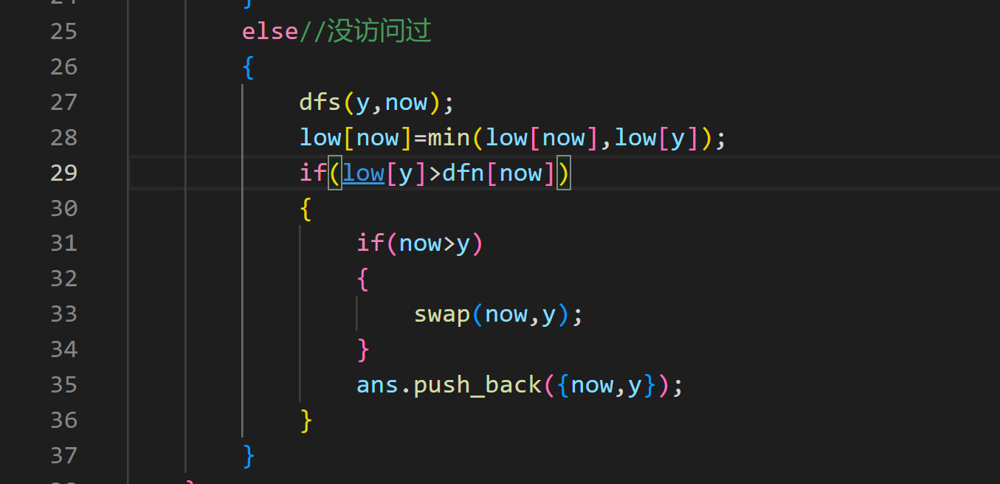 24 }
25 else//没访问过
26 {
27 dfs(y,now);
28 low[now]=min(low[now],low[y]);
29 if(low[y]>dfn[now])
30 {
31 if(now>y)
32 {
33 swap(now,y);
34 }
35 ans.push_back({now,y});
36 }
37 }